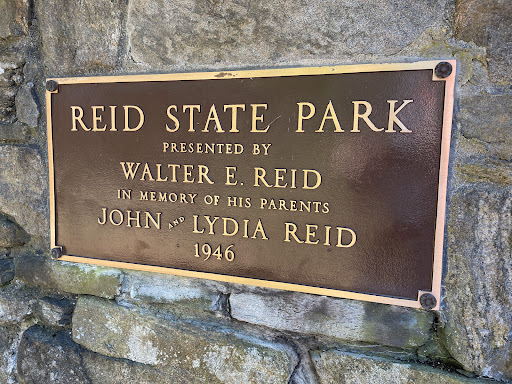 REID STATE PARK
PRESENTED BY
WALTER E. REID
IN MEMORY OF HIS PARENTS
JOHN AND LYDIA REID
1946